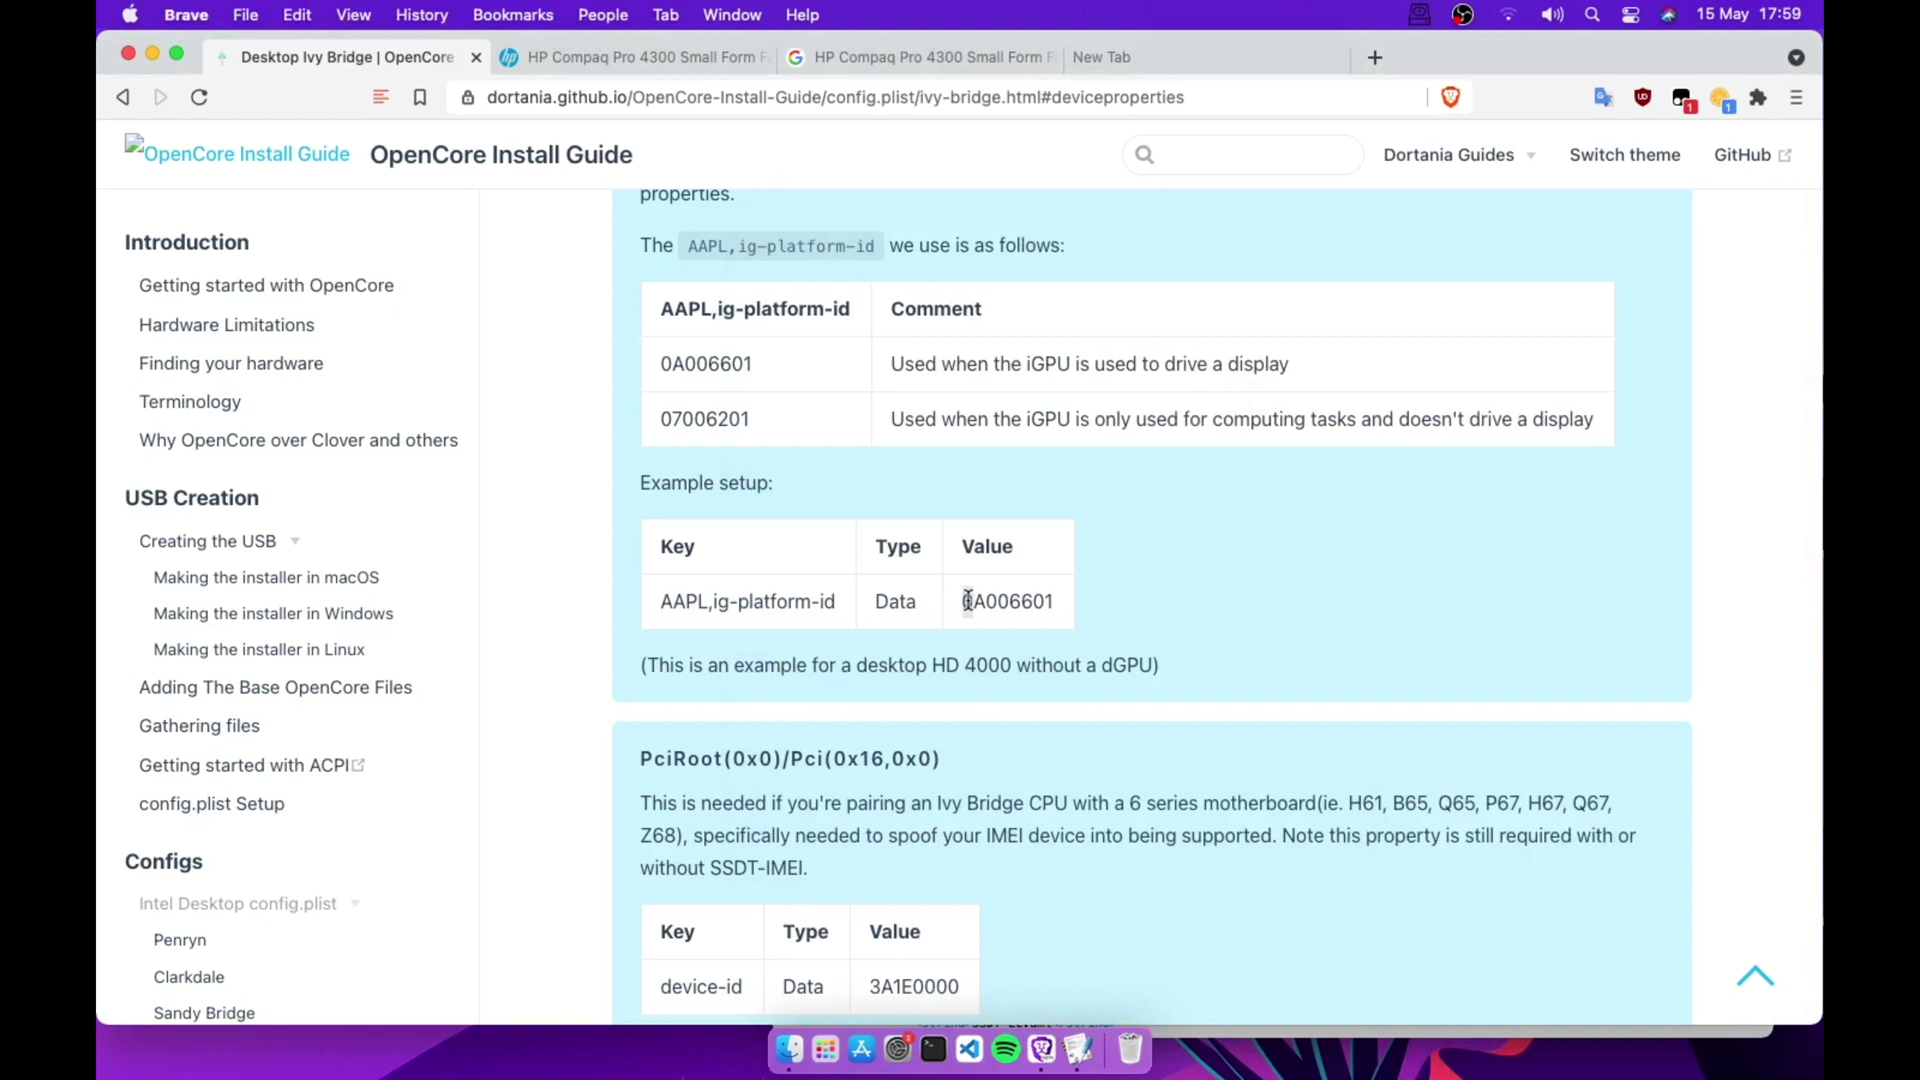 Brave File Edit View History Bookmarks People Tab Window Help 15 May 17:59
Desktop Ivy Bridge | OpenCore HP Compaq Pro 4300 Small Form F HP Compaq Pro 4300 Small Form F New Tab
dortania.github.io/OpenCore-Install-Guide/config.plist/ivy-bridge.html#deviceproperties
OpenCore Install Guide OpenCore Install Guide Dortania Guides Switch theme GitHub
Introduction
Getting started with OpenCore
Hardware Limitations
Finding your hardware
Terminology
Why OpenCore over Clover and others
USB Creation
Creating the USB
Making the installer in macOS
Making the installer in Windows
Making the installer in Linux
Adding The Base OpenCore Files
Gathering files
Getting started with ACPI
config.plist Setup
Configs
Intel Desktop config.plist
Penryn
Clarkdale
Sandy Bridge
properties.
The AAPL,ig-platform-id we use is as follows:
AAPL,ig-platform-id Comment
0A006601 Used when the iGPU is used to drive a display
07006201 Used when the iGPU is only used for computing tasks and doesn't drive a display
Example setup:
Key Type Value
AAPL,ig-platform-id Data 0A006601
(This is an example for a desktop HD 4000 without a dGPU)
PciRoot(0x0)/Pci(0x16,0x0)
This is needed if you're pairing an Ivy Bridge CPU with a 6 series motherboard(ie. H61, B65, Q65, P67, H67, Q67,
Z68), specifically needed to spoof your IMEI device into being supported. Note this property is still required with or
without SSDT-IMEI.
Key Type Value
device-id Data 3A1E0000